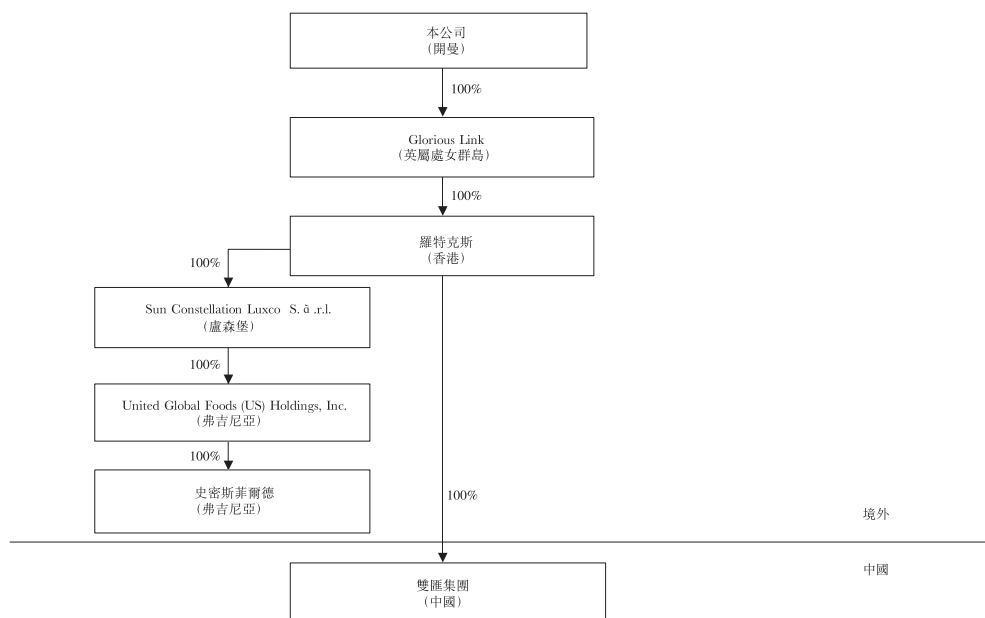 本公司
（開曼）
100%
Glorious Link
（英屬處女群島）
100%
羅特克斯
（香港）
100%
Sun Constellation Luxco S. à .r.l.
（盧森堡）
100%
United Global Foods (US) Holdings, Inc.
（弗吉尼亞）
100%
史密斯菲爾德
（弗吉尼亞）
100%
境外
中國
雙匯集團
（中國）